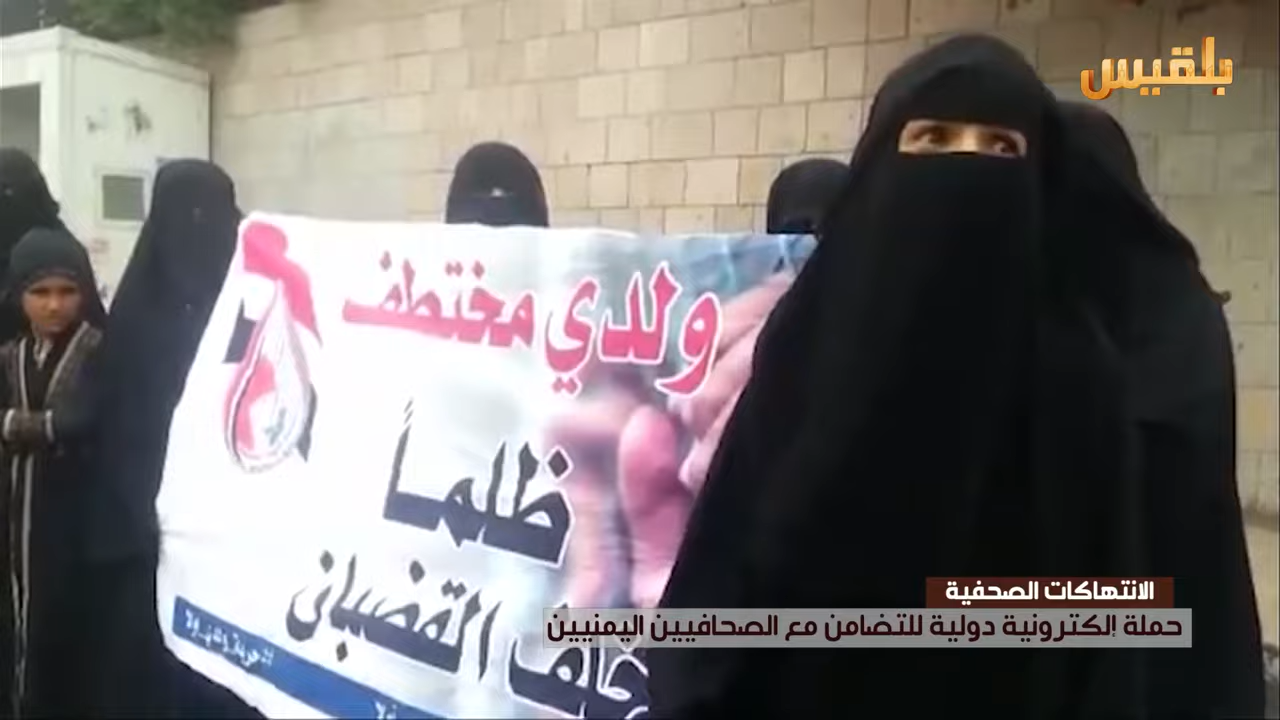 بلقيس
ولدي مختطف
ظلماً
خلف القضبان
الانتهاكات الصحفية
حملة إلكترونية دولية للتضامن مع الصحافيين اليمنيين